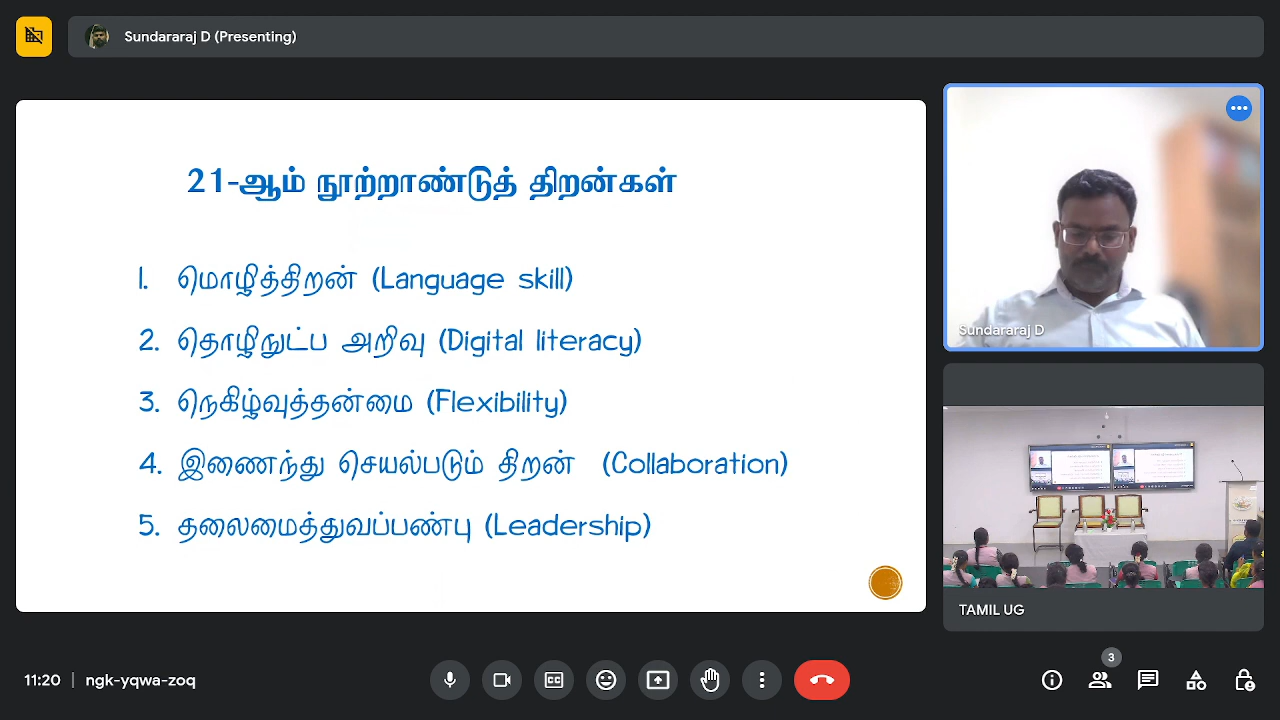 Sundararaj D (Presenting)
21-ஆம் நூற்றாண்டுத் திறன்கள்
1. மொழித்திறன் (Language skill)
2. தொழிநுட்ப அறிவு (Digital literacy)
3. நெகிழ்வுத்தன்மை (Flexibility)
4. இணைந்து செயல்படும் திறன் (Collaboration)
5. தலைமைத்துவப்பண்பு (Leadership)
Sundararaj D
TAMIL UG
11:20 | ngk-yqwa-zoq
3